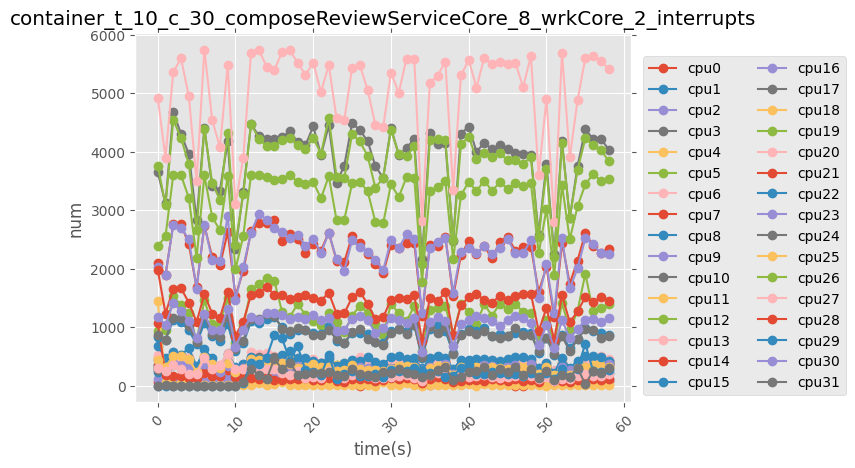 container_t_10_c_30_composeReviewServiceCore_8_wrkCore_2_interrupts
6000
5000
4000
3000
2000
1000
0
num
0
10
20
30
40
50
60
time(s)
cpu0
cpu1
cpu2
cpu3
cpu4
cpu5
cpu6
cpu7
cpu8
cpu9
cpu10
cpu11
cpu12
cpu13
cpu14
cpu15
cpu16
cpu17
cpu18
cpu19
cpu20
cpu21
cpu22
cpu23
cpu24
cpu25
cpu26
cpu27
cpu28
cpu29
cpu30
cpu31